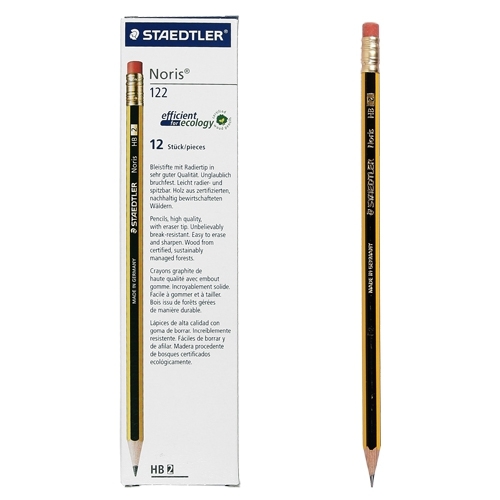 STAEDTLER
Noris®
122
efficient
for ecology
12 Stück/pieces
Bleistifte mit Radiertip in
sehr guter Qualität. Unglaublich
bruchfest. Leicht radier- und
spitzbar. Holz aus zertifizierten,
nachhaltig bewirtschafteten
Wäldern.
Pencils, high quality,
with eraser tip. Unbelievably
break-resistant. Easy to erase
and sharpen. Wood from
certified, sustainably
managed forests.
Crayons graphite de
haute qualité avec embout
gomme. Incroyablement solide.
Facile à gommer et à tailler.
Bois issu de forêts gérées
de manière durable.
Lápices de alta calidad con
goma de borrar. Increíblemente
resistente. Fáciles de borrar y
de afilar. Madera procedente
de bosques certificados
ecológicamente.
HB 2
MADE IN GERMANY STAEDTLER Noris HB 2
MADE IN GERMANY STAEDTLER Noris HB 2